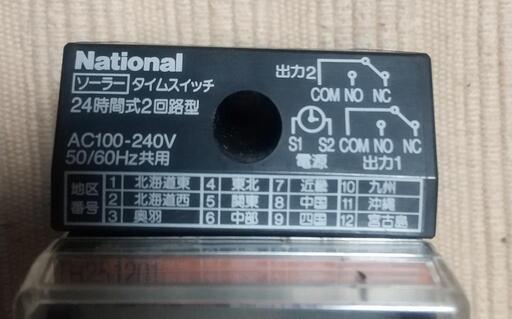 National
ソーラー タイムスイッチ
24時間式2回路型
AC100-240V
50/60Hz共用
出力2
COM NO NC
S1 S2 COM NO NC
電源 出力1
地区番号
1 北海道東 4 東北 7 近畿 10 九州
2 北海道西 5 関東 8 中国 11 沖縄
3 奥羽 6 中部 9 四国 12 宮古島
TB251201